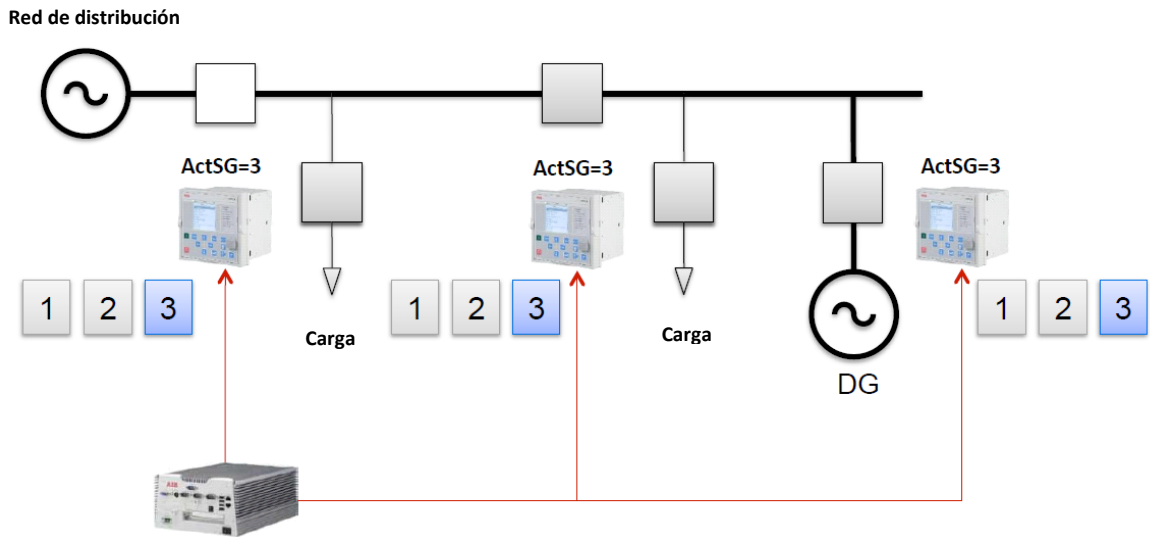 Red de distribución
ActSG=3
ActSG=3
ActSG=3
1 2 3
1 2 3
1 2 3
Carga
Carga
DG
ABB